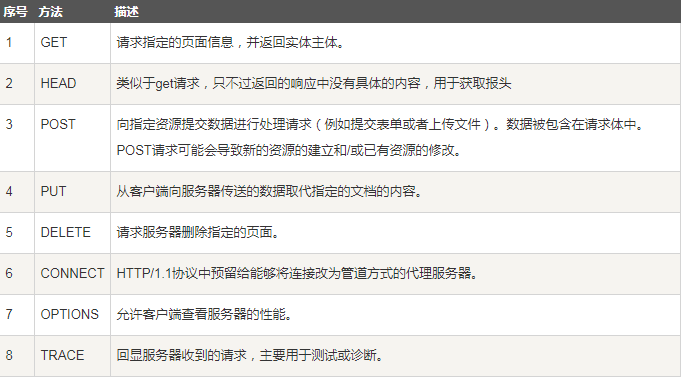 序号 方法 描述
1 GET 请求指定的页面信息，并返回实体主体。
2 HEAD 类似于get请求，只不过返回的响应中没有具体的内容，用于获取报头
3 POST 向指定资源提交数据进行处理请求（例如提交表单或者上传文件）。数据被包含在请求体中。
POST请求可能会导致新的资源的建立和/或已有资源的修改。
4 PUT 从客户端向服务器传送的数据取代指定的文档的内容。
5 DELETE 请求服务器删除指定的页面。
6 CONNECT HTTP/1.1协议中预留给能够将连接改为管道方式的代理服务器。
7 OPTIONS 允许客户端查看服务器的性能。
8 TRACE 回显服务器收到的请求，主要用于测试或诊断。